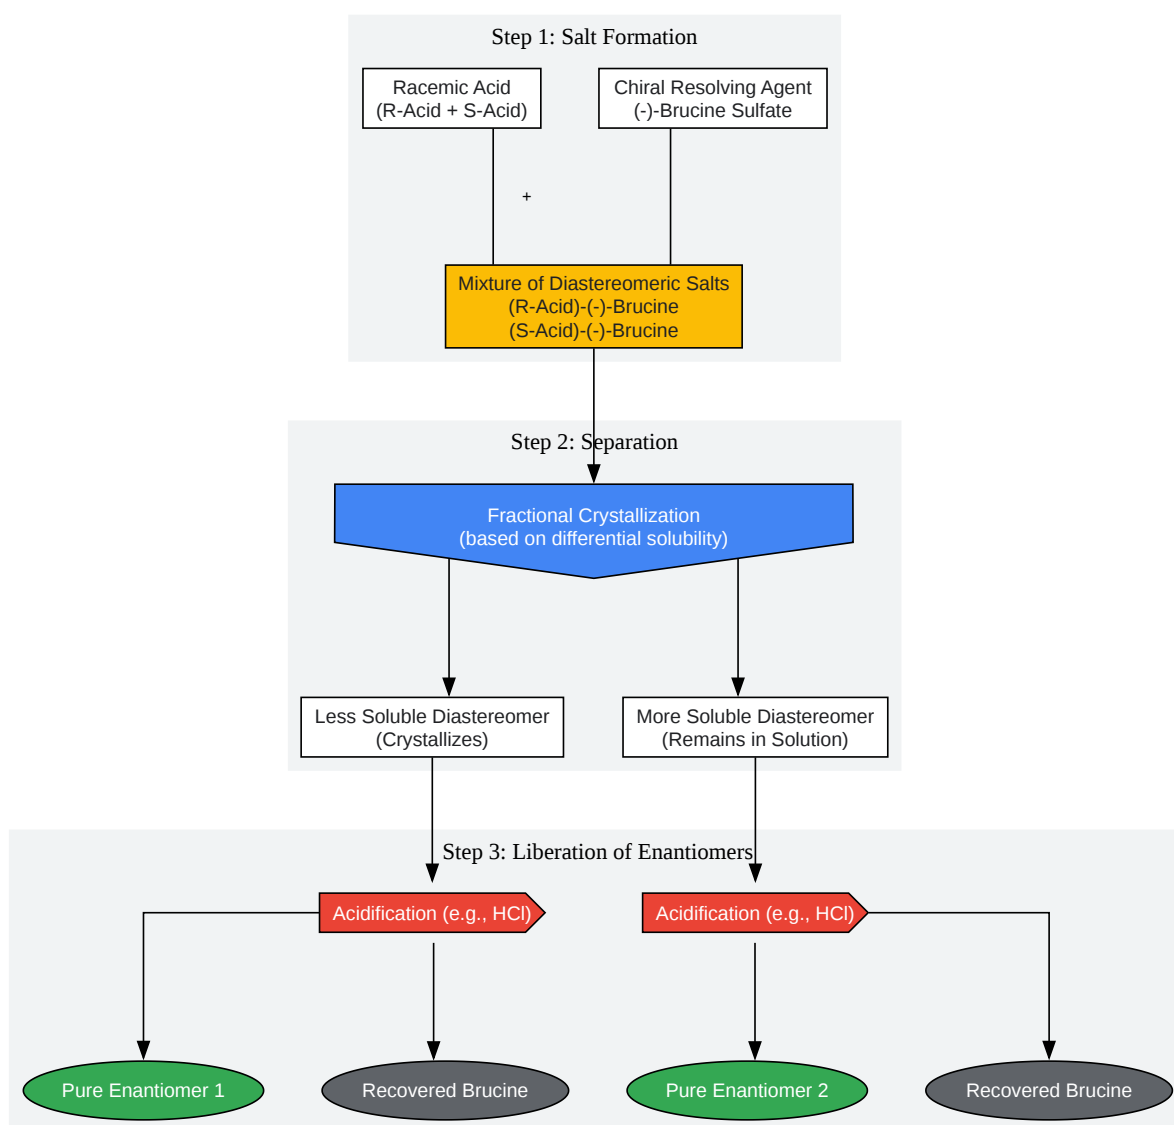 Step 1: Salt Formation
Racemic Acid
(R-Acid + S-Acid)
Chiral Resolving Agent
(-)-Brucine Sulfate
+
Mixture of Diastereomeric Salts
(R-Acid)-(-)-Brucine
(S-Acid)-(-)-Brucine
Step 2: Separation
Fractional Crystallization
(based on differential solubility)
Less Soluble Diastereomer
(Crystallizes)
More Soluble Diastereomer
(Remains in Solution)
Step 3: Liberation of Enantiomers
Acidification (e.g., HCl)
Acidification (e.g., HCl)
Pure Enantiomer 1
Recovered Brucine
Pure Enantiomer 2
Recovered Brucine